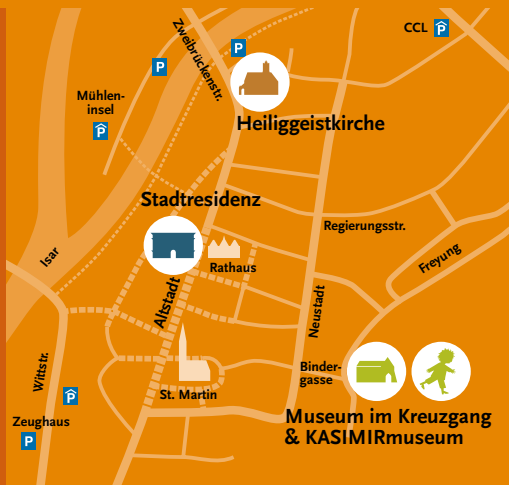 CCL P
Zweibrückenstr.
P
P
Mühlen-
insel
P
Heiliggeistkirche
Stadtresidenz
Regierungsstr.
Isar
Rathaus
Freyung
Altstadt
Neustadt
Wittstr.
Binder-
gasse
P
St. Martin
Zeughaus
P
Museum im Kreuzgang
& KASIMIRmuseum